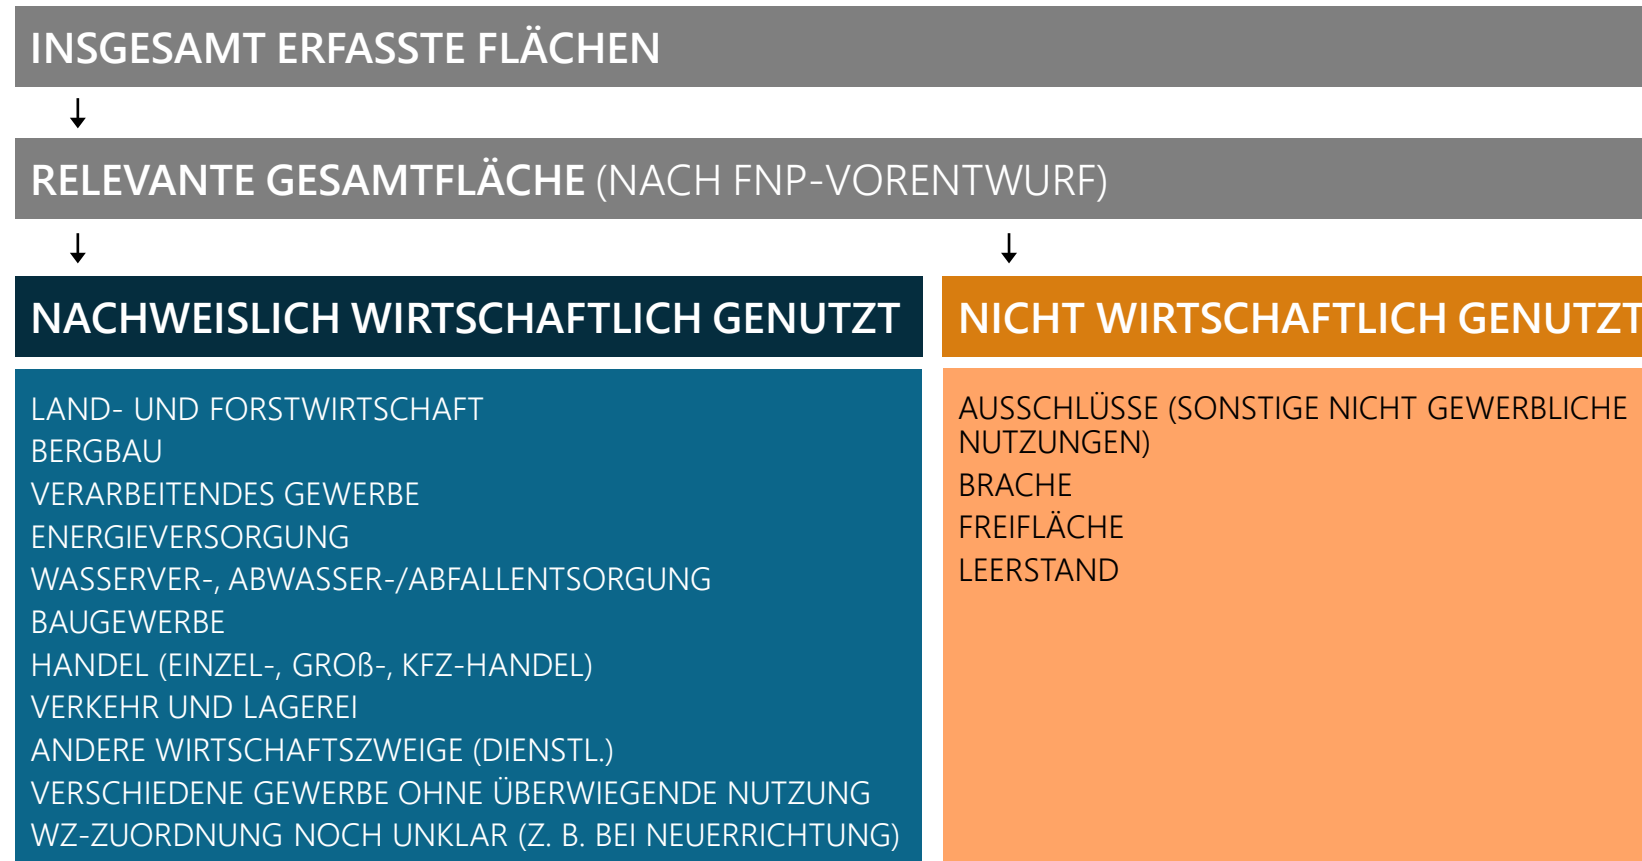 INSGESAMT ERFASSTE FLÄCHEN
RELEVANTE GESAMTFLÄCHE (NACH FNP-VORENTWURF)
NACHWEISLICH WIRTSCHAFTLICH GENUTZT
LAND- UND FORSTWIRTSCHAFT
BERGBAU
VERARBEITENDES GEWERBE
ENERGIEVERSORGUNG
WASSERVER-, ABWASSER-/ABFALLENTSORGUNG
BAUGEWERBE
HANDEL (EINZEL-, GROß-, KFZ-HANDEL)
VERKEHR UND LAGEREI
ANDERE WIRTSCHAFTSZWEIGE (DIENSTL.)
VERSCHIEDENE GEWERBE OHNE ÜBERWIEGENDE NUTZUNG
WZ-ZUORDNUNG NOCH UNKLAR (Z. B. BEI NEUERRICHTUNG)
NICHT WIRTSCHAFTLICH GENUTZT
AUSSCHLÜSSE (SONSTIGE NICHT GEWERBLICHE
NUTZUNGEN)
BRACHE
FREIFLÄCHE
LEERSTAND